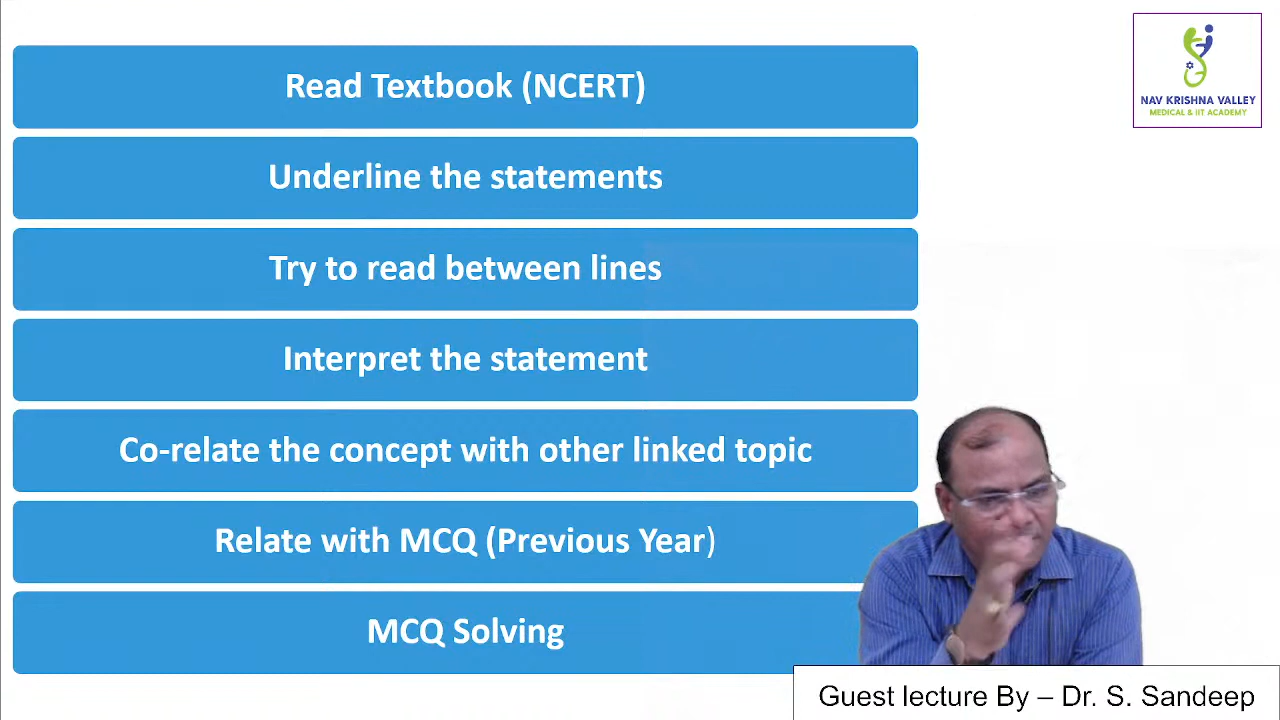 Read Textbook (NCERT)
Underline the statements
Try to read between lines
Interpret the statement
Co-relate the concept with other linked topic
Relate with MCQ (Previous Year)
MCQ Solving
NAV KRISHNA VALLEY
MEDICAL & IIT ACADEMY
Guest lecture By – Dr. S. Sandeep